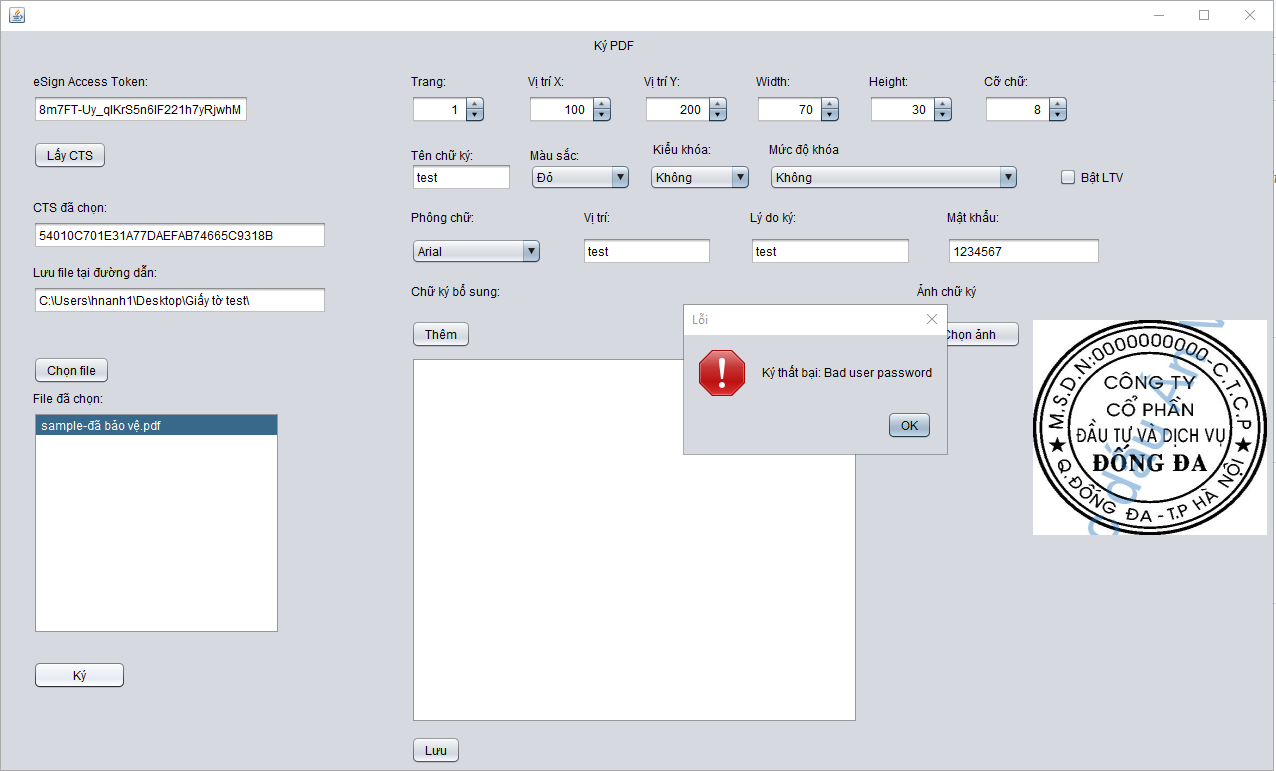 Ký PDF
eSign Access Token:
8m7FT-Uy_qlKrS5n6lF221h7yRjwhM
Lấy CTS
CTS đã chọn:
54010C701E31A77DAEFAB74665C9318B
Lưu file tại đường dẫn:
C:\Users\hnanh1\Desktop\Giấy tờ test\
Chọn file
File đã chọn:
sample-đã bảo vệ.pdf
Ký
Trang: Vị trí X: Vị trí Y: Width: Height: Cỡ chữ:
1 100 200 70 30 8
Tên chữ ký: Màu sắc: Kiểu khóa: Mức độ khóa
test Đỏ Không Không Bật LTV
Phông chữ: Vị trí: Lý do ký: Mật khẩu:
Arial test test 1234567
Chữ ký bổ sung: Ảnh chữ ký
Thêm Chọn ảnh
Lỗi
Ký thất bại: Bad user password
OK
M.S.D.N:0000000000-C.T.C.P
CÔNG TY
CỔ PHẦN
ĐẦU TƯ VÀ DỊCH VỤ
ĐỐNG ĐA
Q.ĐỐNG ĐA - T.P HÀ NỘI
Lưu